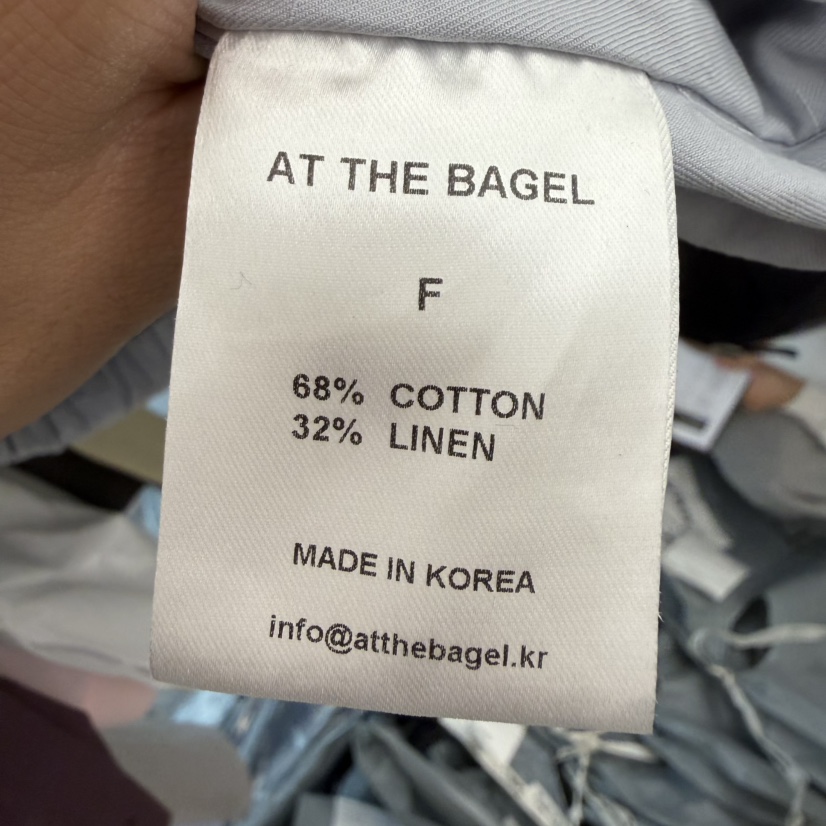 AT THE BAGEL
F
68% COTTON
32% LINEN
MADE IN KOREA
info@atthebagel.kr